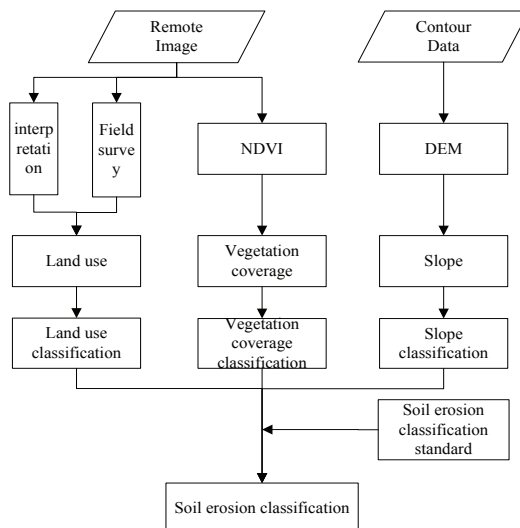 Remote
Image
Contour
Data
interp
retati
on
Field
surve
y
NDVI
DEM
Land use
Vegetation
coverage
Slope
Land use
classification
Vegetation
coverage
classification
Slope
classification
Soil erosion
classification
standard
Soil erosion classification